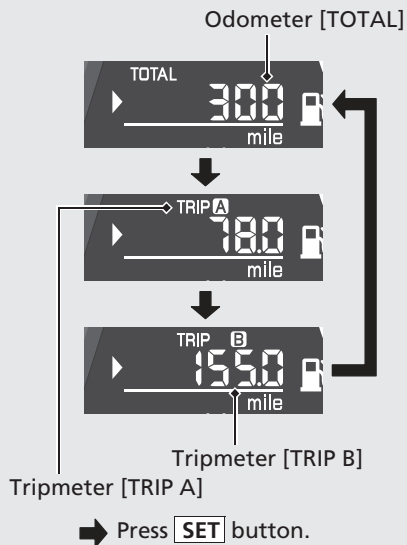 Odometer [TOTAL]
TOTAL
300
mile
TRIP A
78.0
mile
TRIP B
155.0
mile
Tripmeter [TRIP B]
Tripmeter [TRIP A]
Press SET button.